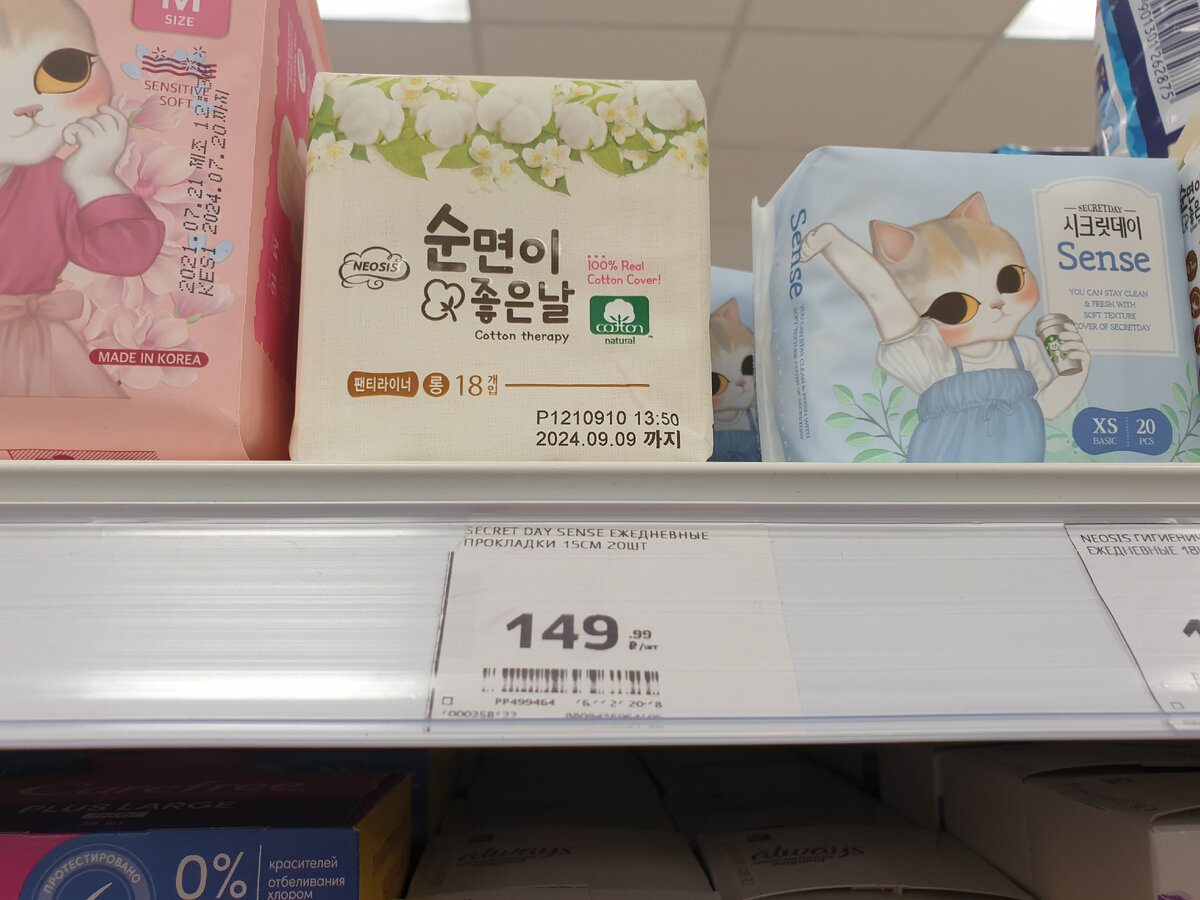 M
SIZE
SENSITIVE
SOFT
2021.07.21 제조
KES1 2024.07.20.까지
MADE IN KOREA
NEOSIS
순면이
좋은날
Cotton therapy
100% Real
Cotton Cover!
cotton
natural
팬티라이너 롱 18개입
P1210910 13:50
2024.09.09 까지
Sense
SECRETDAY
시크릿데이
Sense
YOU CAN STAY CLEAN
& FRESH WITH
SOFT TEXTURE
COVER OF SECRETDAY
XS 20
BASIC PCS
SECRET DAY SENSE ЕЖЕДНЕВНЫЕ
ПРОКЛАДКИ 15СМ 20ШТ
149.99
₽/шт
PP499464
NEOSIS
ЕЖЕДНЕВНЫЕ
Carefree
PLUS LARGE
ПРОТЕСТИРОВАНО
0%
красителей
отбеливания
хлором
always
always